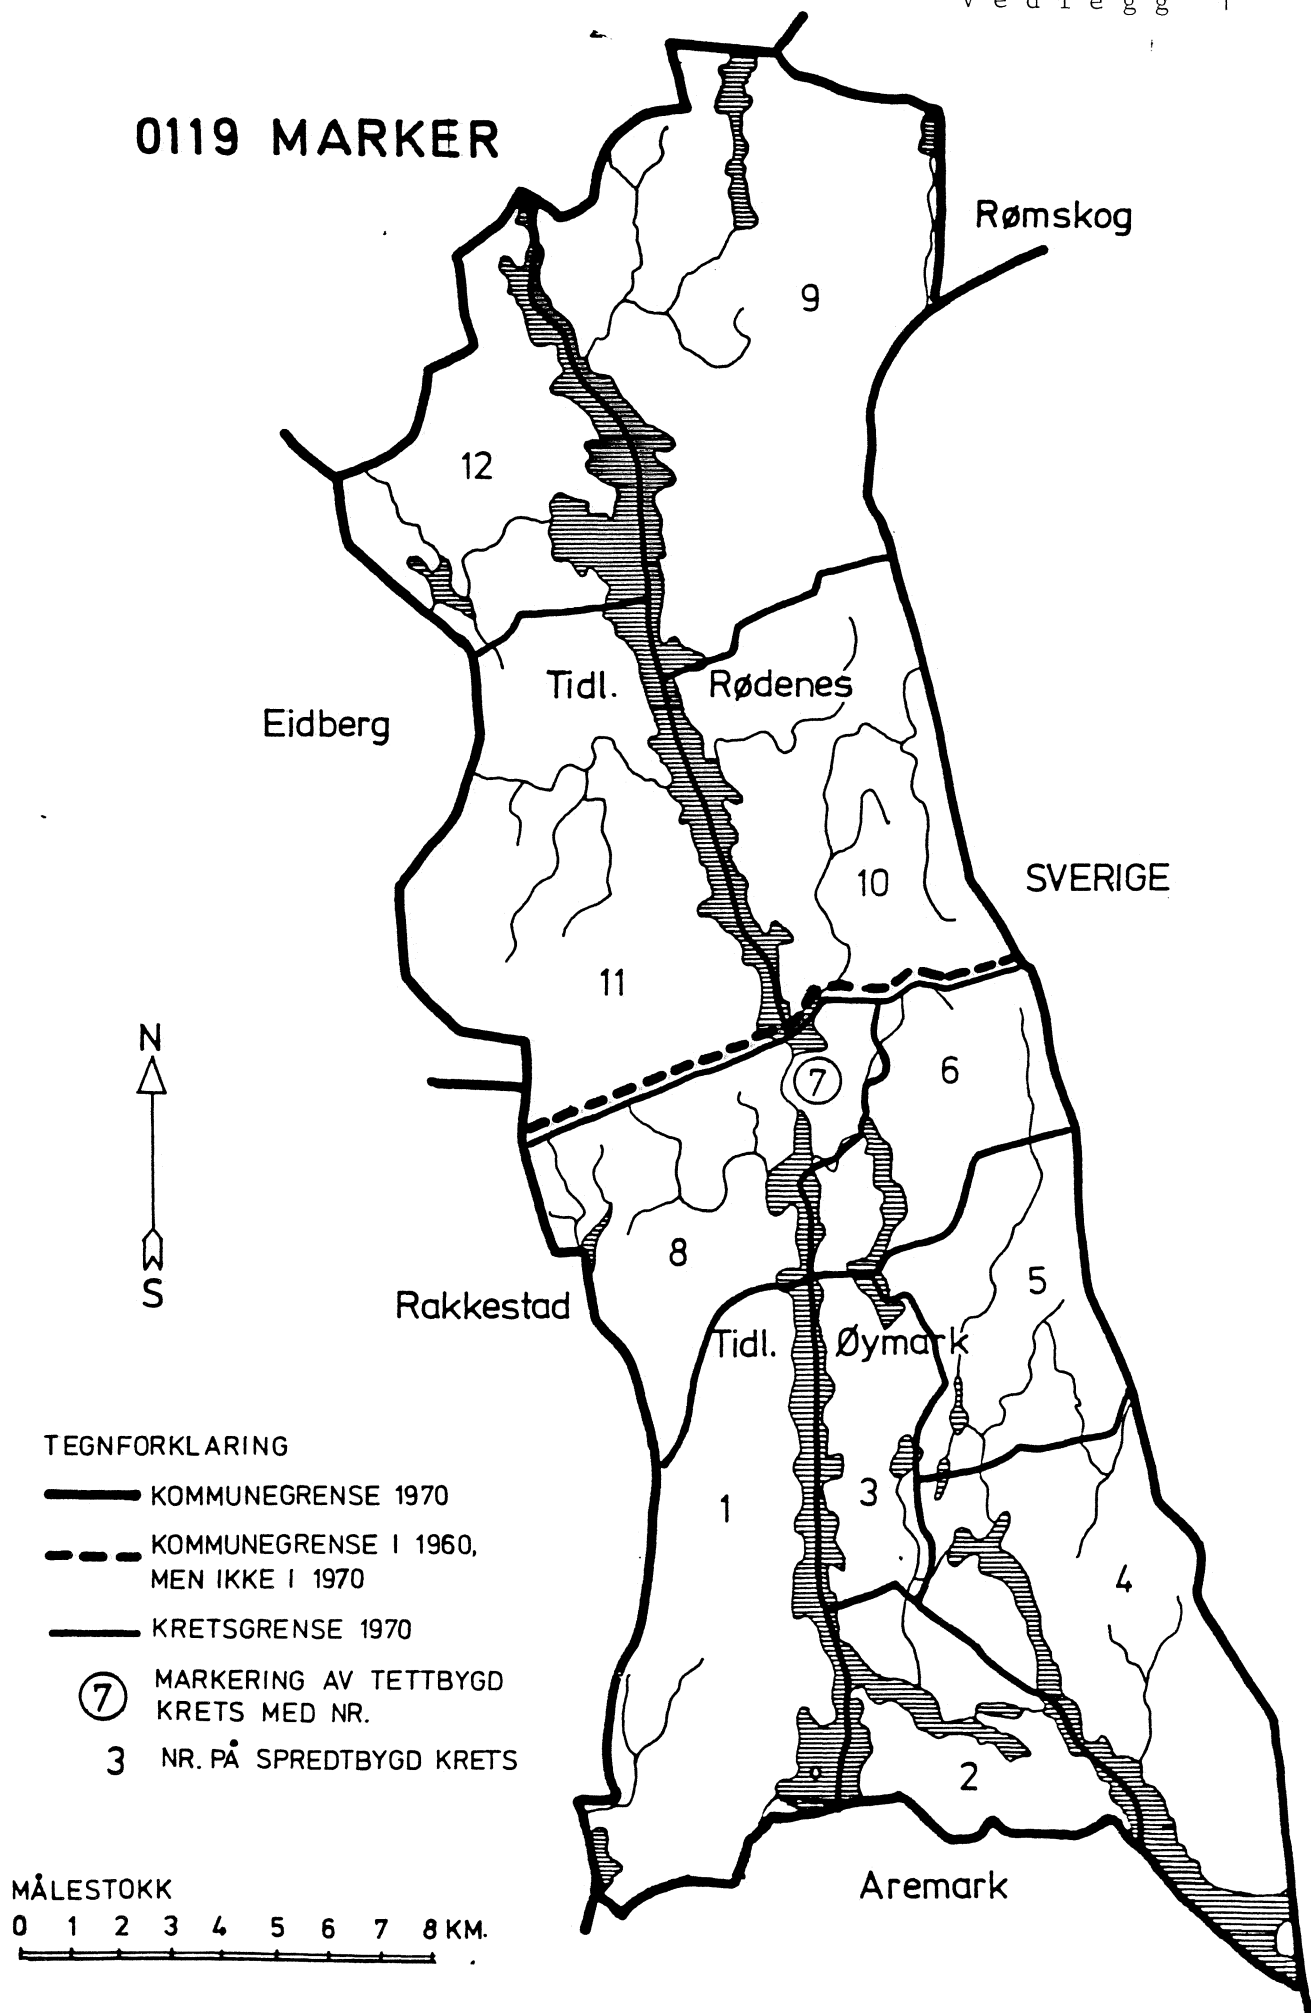 Vedlegg 1
0119 MARKER
Rømskog
9
12
Tidl. Rødenes
Eidberg
10
SVERIGE
11
N
7
6
8
S
5
Rakkestad
Tidl. Øymark
TEGNFORKLARING
KOMMUNEGRENSE 1970
1
3
KOMMUNEGRENSE I 1960,
MEN IKKE I 1970
4
KRETSGRENSE 1970
7
MARKERING AV TETTBYGD
KRETS MED NR.
3 NR. PÅ SPREDTBYGD KRETS
2
Aremark
MÅLESTOKK
0 1 2 3 4 5 6 7 8 KM.